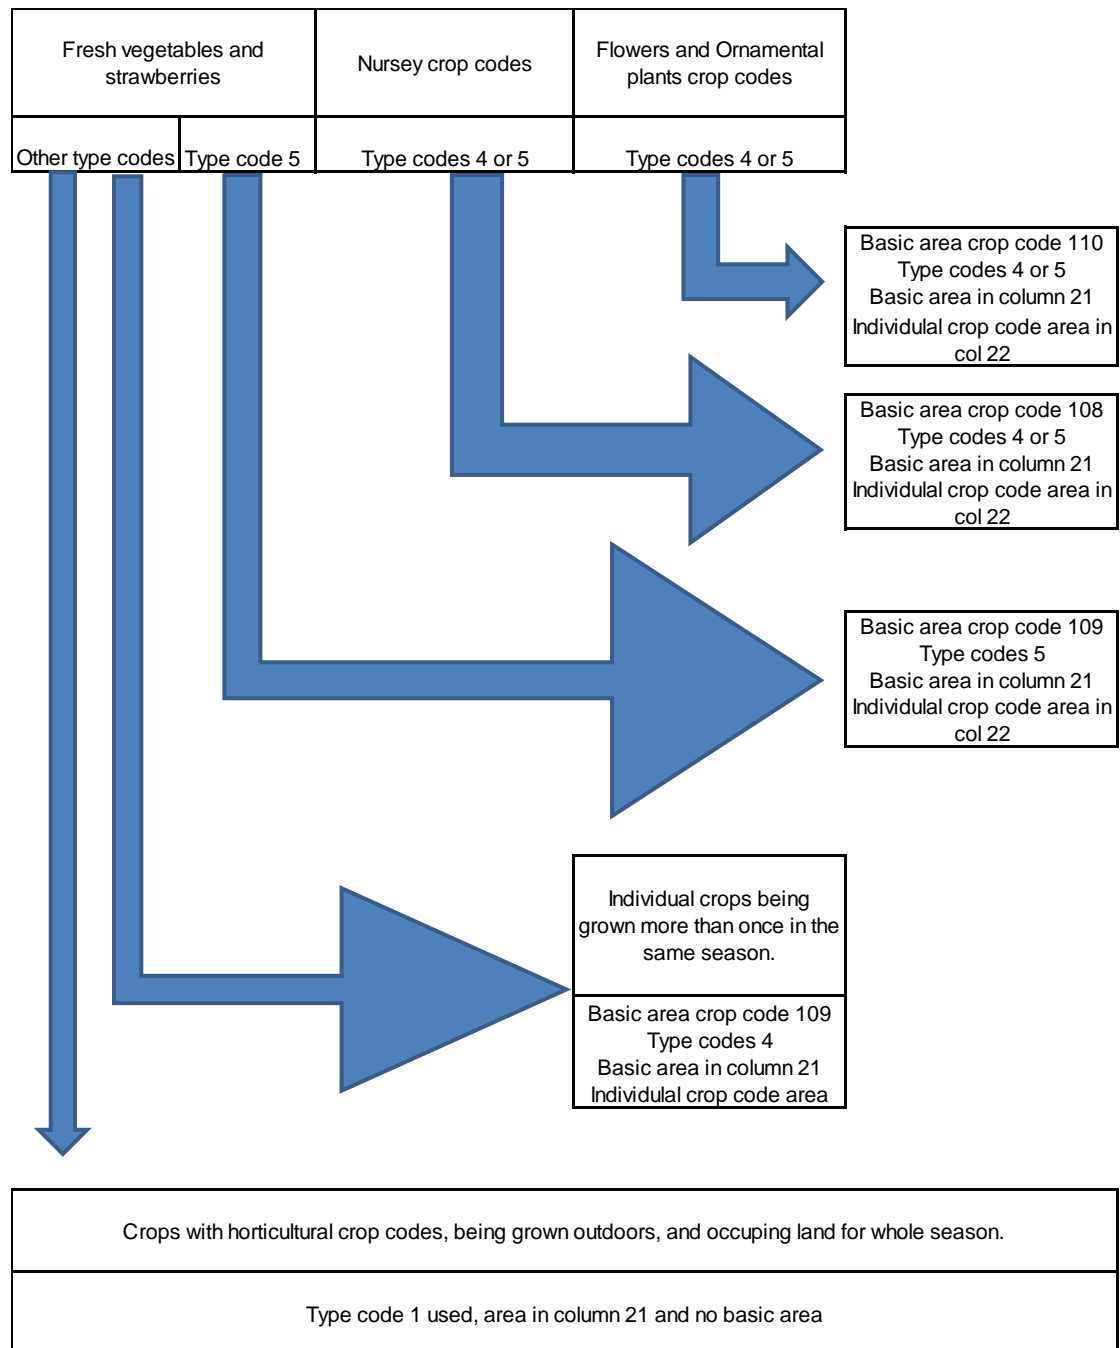 Fresh vegetables and
strawberries
Nursey crop codes
Flowers and Ornamental
plants crop codes
Other type codes
Type code 5
Type codes 4 or 5
Type codes 4 or 5
Basic area crop code 110
Type codes 4 or 5
Basic area in column 21
Individulal crop code area in
col 22
Basic area crop code 108
Type codes 4 or 5
Basic area in column 21
Individulal crop code area in
col 22
Basic area crop code 109
Type codes 5
Basic area in column 21
Individulal crop code area in
col 22
Individual crops being
grown more than once in the
same season.
Basic area crop code 109
Type codes 4
Basic area in column 21
Individulal crop code area
Crops with horticultural crop codes, being grown outdoors, and occuping land for whole season.
Type code 1 used, area in column 21 and no basic area